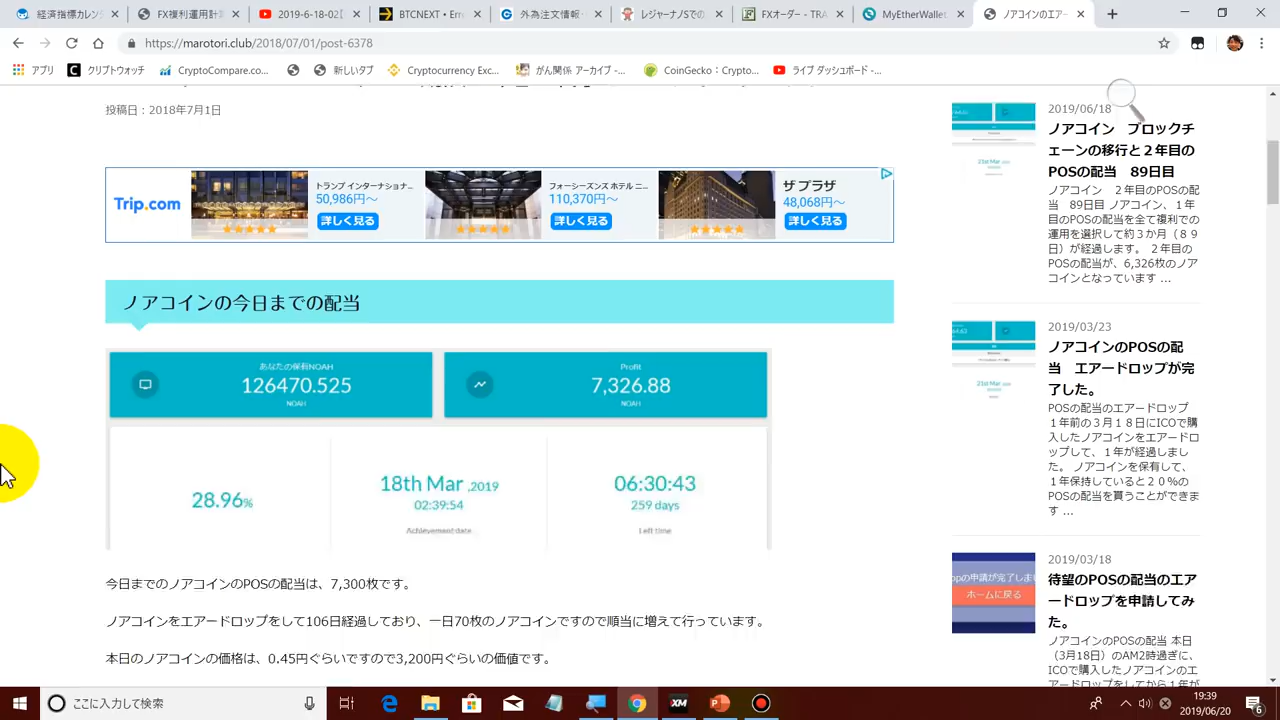 経済指標カレン
FX複利運用計算
2019-6-18-02の
BTCNEXT - Em
外為注文情報
レジャーナスでの
FXオーダー - マ
MyEtherWalle
ノアコインのエア-
https://marotori.club/2018/07/01/post-6378
アプリ
クリプトウォッチ
CryptoCompare.co...
新しいタブ
Cryptocurrency Exc...
がん関係 アーカイブ -...
CoinGecko：Crypto...
ライブ ダッシュボード -...
投稿日：2018年7月1日
Trip.com
トランプ インターナショナ...
50,986円～
詳しく見る
110,370円～
詳しく見る
ザ プラザ
48,068円～
詳しく見る
ノアコインの今日までの配当
あなたの保有NOAH
126470.525
NOAH
Profit
7,326.88
NOAH
28.96%
18th Mar ,2019
02:39:54
Achievement date
06:30:43
259 days
Left time
今日までのノアコインのPOSの配当は、7,300枚です。
ノアコインをエアードロップをして106日経過しており、一日70枚のノアコインですので順当に増えて行っています。
本日のノアコインの価格は、0.45円ぐらいですので3,200円ぐらいの価値です。
2019/06/18
ノアコイン　ブロックチ
ェーンの移行と２年目の
POSの配当　89日目
ノアコイン　２年目のPOSの配
当　89日目 ノアコイン、１年
目のPOSの配当を全て複利での
運用を選択して約３か月（８９
日）が経過します。 ２年目の
POSの配当が、6,326枚のノア
コインとなっています ...
2019/03/23
ノアコインのPOSの配
当　エアードロップが完
了した。
POSの配当のエアードロップ
１年前の３月１８日にICOで購
入したノアコインをエアードロ
ップして、１年が経過しまし
た。 ノアコインを保有して、
１年保持していると２０％の
POSの配当を貰うことができま
す ...
2019/03/18
待望のPOSの配当のエア
ードロップを申請してみ
た。
ノアコインのPOSの配当 本日
（3月18日）のAM2時過ぎに、
ICOで購入したノアコインのエ
アードロップをしてから１年が
21st Mar ,2020
21st Mar ,2020
ppの申請が完了しまし
ホームに戻る
ここに入力して検索
XM
19:39
2019/06/20
6